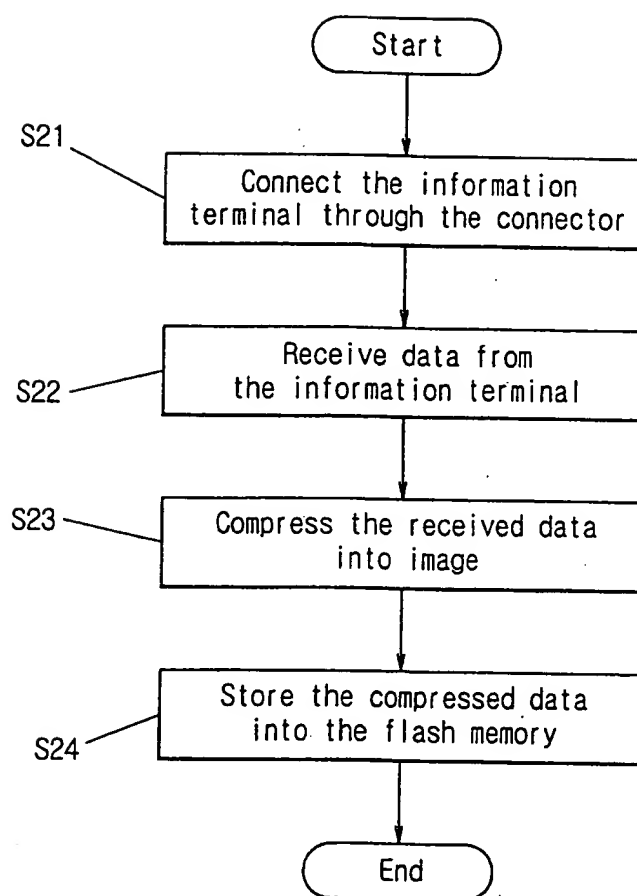 Start
S21
Connect the information
terminal through the connector
Receive data from
the information terminal
S22
S23
Compress the received data
into image
Store the compressed data
into the flash memory
S24
End